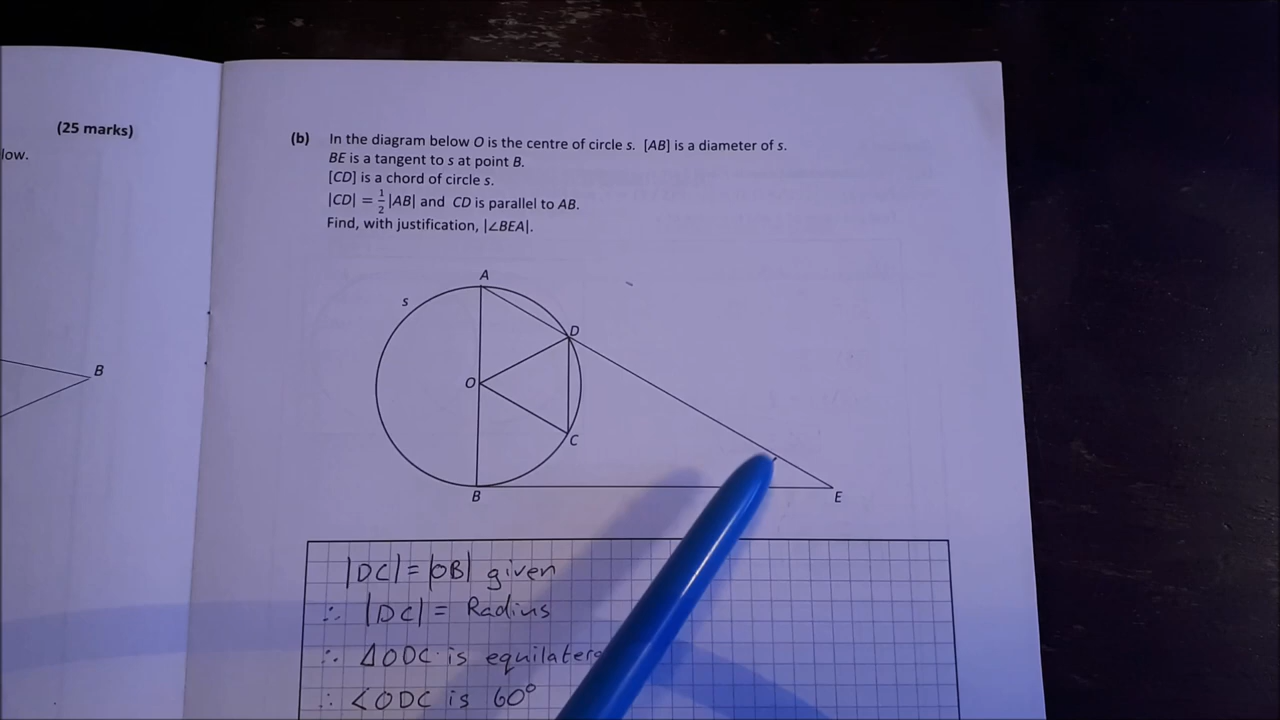 (25 marks)
low.
B
(b) In the diagram below O is the centre of circle s. [AB] is a diameter of s.
BE is a tangent to s at point B.
[CD] is a chord of circle s.
|CD| = 1/2 |AB| and CD is parallel to AB.
Find, with justification, |∠BEA|.
A
s
D
O
C
B
E
|DC| = |OB| given
∴ |DC| = Radius
∴ △ODC is equilatera
∴ <ODC is 60°